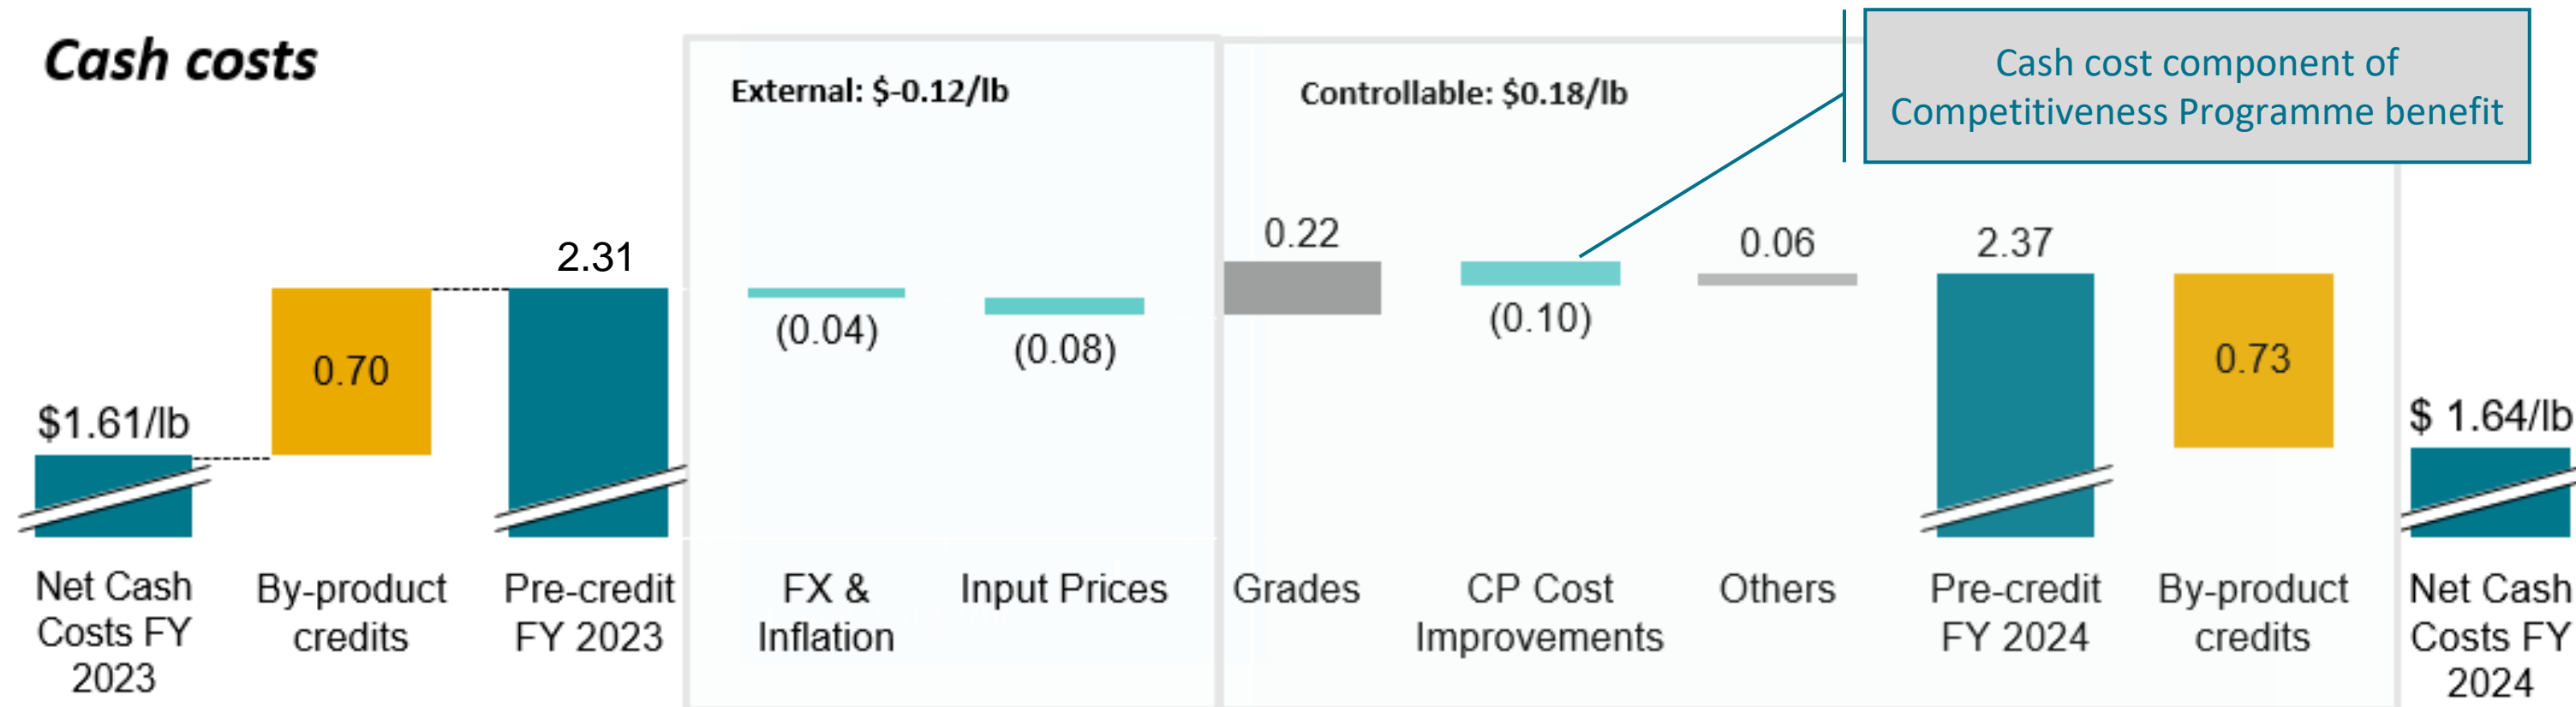 Cash costs
External: $-0.12/lb
Controllable: $0.18/lb
Cash cost component of
Competitiveness Programme benefit
$1.61/lb
0.70
2.31
(0.04)
(0.08)
0.22
(0.10)
0.06
2.37
0.73
$ 1.64/lb
Net Cash
Costs FY
2023
By-product
credits
Pre-credit
FY 2023
FX &
Inflation
Input Prices
Grades
CP Cost
Improvements
Others
Pre-credit
FY 2024
By-product
credits
Net Cash
Costs FY
2024